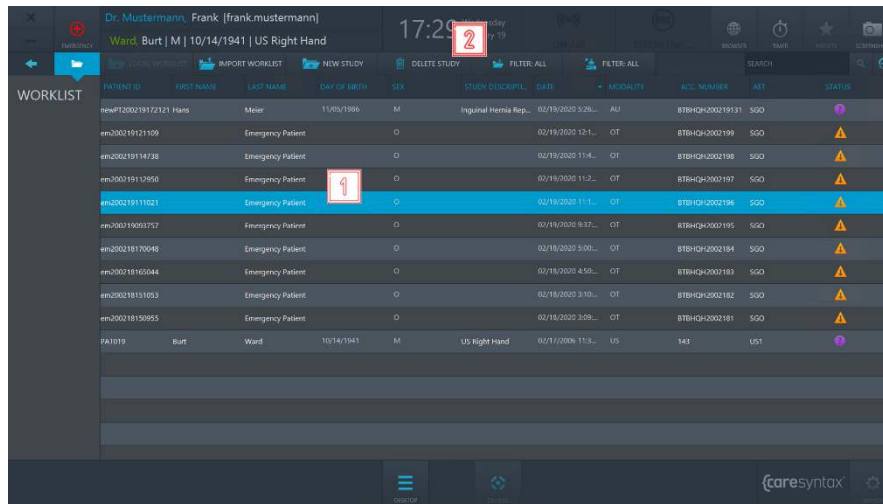 Dr. Mustermann, Frank [frank.mustermann]
Ward, Burt | M | 10/14/1941 | US Right Hand
17:29
2
EMERGENCY
BROWSER
TIMER
LOCAL WORKLIST IMPORT WORKLIST NEW STUDY DELETE STUDY FILTER: ALL FILTER: ALL SEARCH
WORKLIST
PATIENT ID FIRST NAME LAST NAME DAY OF BIRTH SEX STUDY DESCRIPTI... DATE MODALITY ACC. NUMBER AET STATUS
newPT200219172121 Hans Meier 11/05/1986 M Inguinal Hernia Rep... 02/19/2020 5:26:... AU BTBHQH200219131 SGO
em200219121109 Emergency Patient O 02/19/2020 12:1... OT BTBHQH2002199 SGO
em200219114738 Emergency Patient O 02/19/2020 11:4... OT BTBHQH2002198 SGO
em200219112950 Emergency Patient O 02/19/2020 11:2... OT BTBHQH2002197 SGO
1
em200219111021 Emergency Patient O 02/19/2020 11:1... OT BTBHQH2002196 SGO
em200219093757 Emergency Patient O 02/19/2020 9:37:... OT BTBHQH2002195 SGO
em200218170048 Emergency Patient O 02/18/2020 5:00:... OT BTBHQH2002184 SGO
em200218165044 Emergency Patient O 02/18/2020 4:50:... OT BTBHQH2002183 SGO
em200218151053 Emergency Patient O 02/18/2020 3:10:... OT BTBHQH2002182 SGO
em200218150955 Emergency Patient O 02/18/2020 3:09:... OT BTBHQH2002181 SGO
PA1019 Burt Ward 10/14/1941 M US Right Hand 02/17/2006 11:3... US 143 US1
DESKTOP
caresyntax